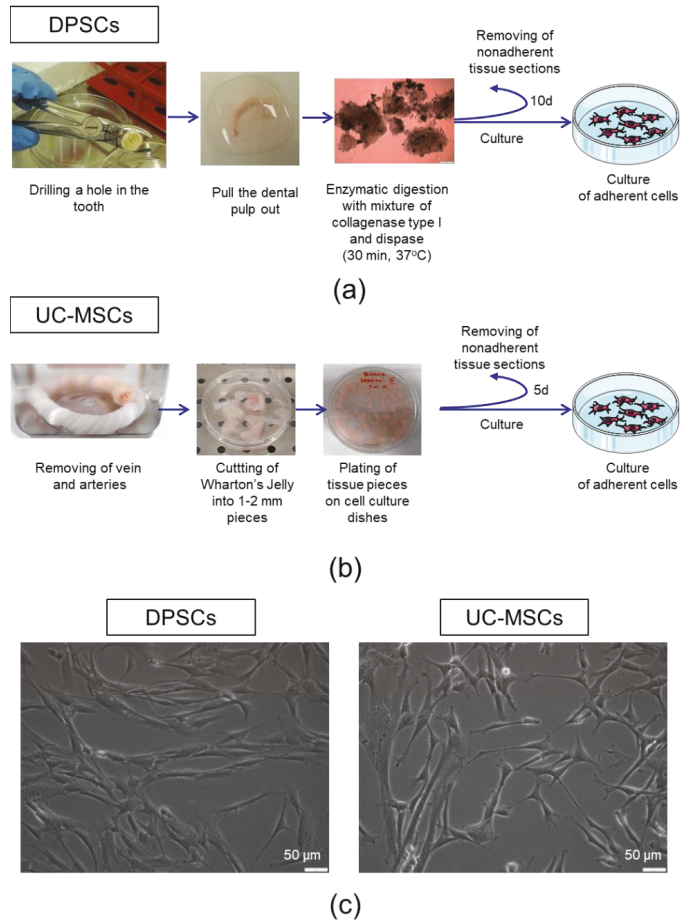 DPSCs
Removing of
nonadherent
tissue sections
10d
Culture
Drilling a hole in the
tooth
Pull the dental
pulp out
Enzymatic digestion
with mixture of
collagenase type I
and dispase
(30 min, 37°C)
Culture
of adherent cells
(a)
UC-MSCs
Removing of
nonadherent
tissue sections
5d
Culture
Removing of vein
and arteries
Cuttting of
Wharton's Jelly
into 1-2 mm
pieces
Plating of
tissue pieces
on cell culture
dishes
Culture
of adherent cells
(b)
DPSCs
UC-MSCs
50 µm
50 µm
(c)